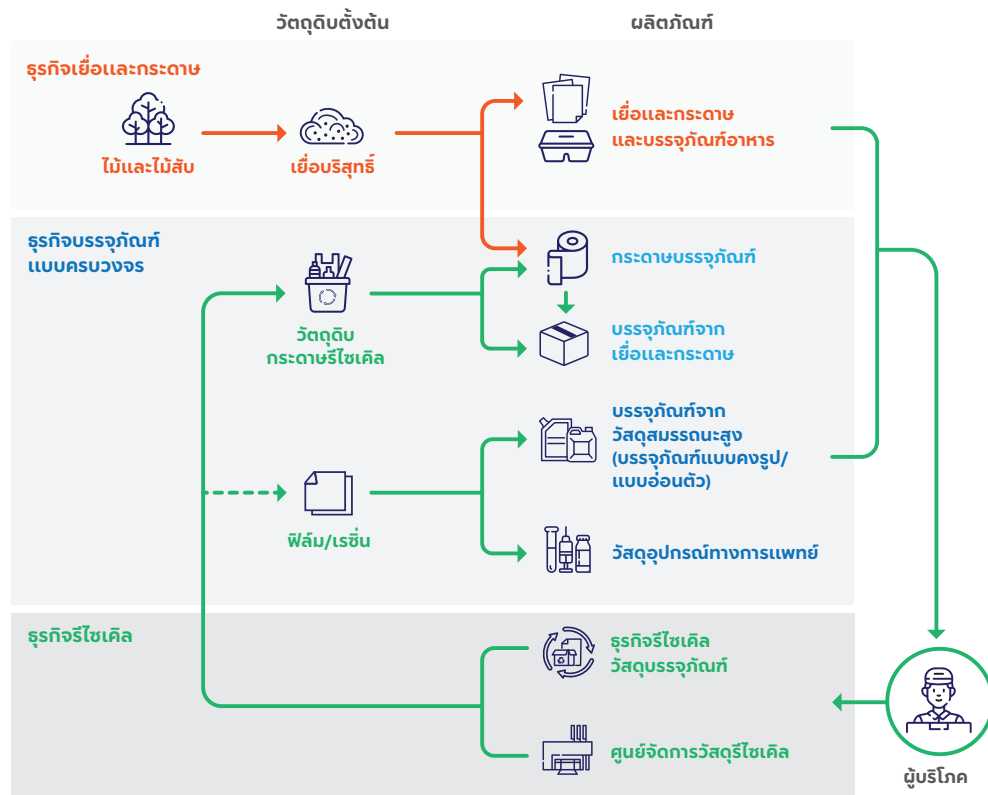 วัตถุดิบตั้งต้น
ผลิตภัณฑ์
ธุรกิจเยื่อและกระดาษ
ไม้และไม้สับ
เยื่อบริสุทธิ์
เยื่อและกระดาษ
และบรรจุภัณฑ์อาหาร
ธุรกิจบรรจุภัณฑ์
แบบครบวงจร
วัตถุดิบ
กระดาษรีไซเคิล
กระดาษบรรจุภัณฑ์
บรรจุภัณฑ์จาก
เยื่อและกระดาษ
ฟิล์ม/เรซิ่น
บรรจุภัณฑ์จาก
วัสดุสมรรถนะสูง
(บรรจุภัณฑ์แบบคงรูป/
แบบอ่อนตัว)
วัสดุอุปกรณ์ทางการแพทย์
ธุรกิจรีไซเคิล
ธุรกิจรีไซเคิล
วัสดุบรรจุภัณฑ์
ศูนย์จัดการวัสดุรีไซเคิล
ผู้บริโภค